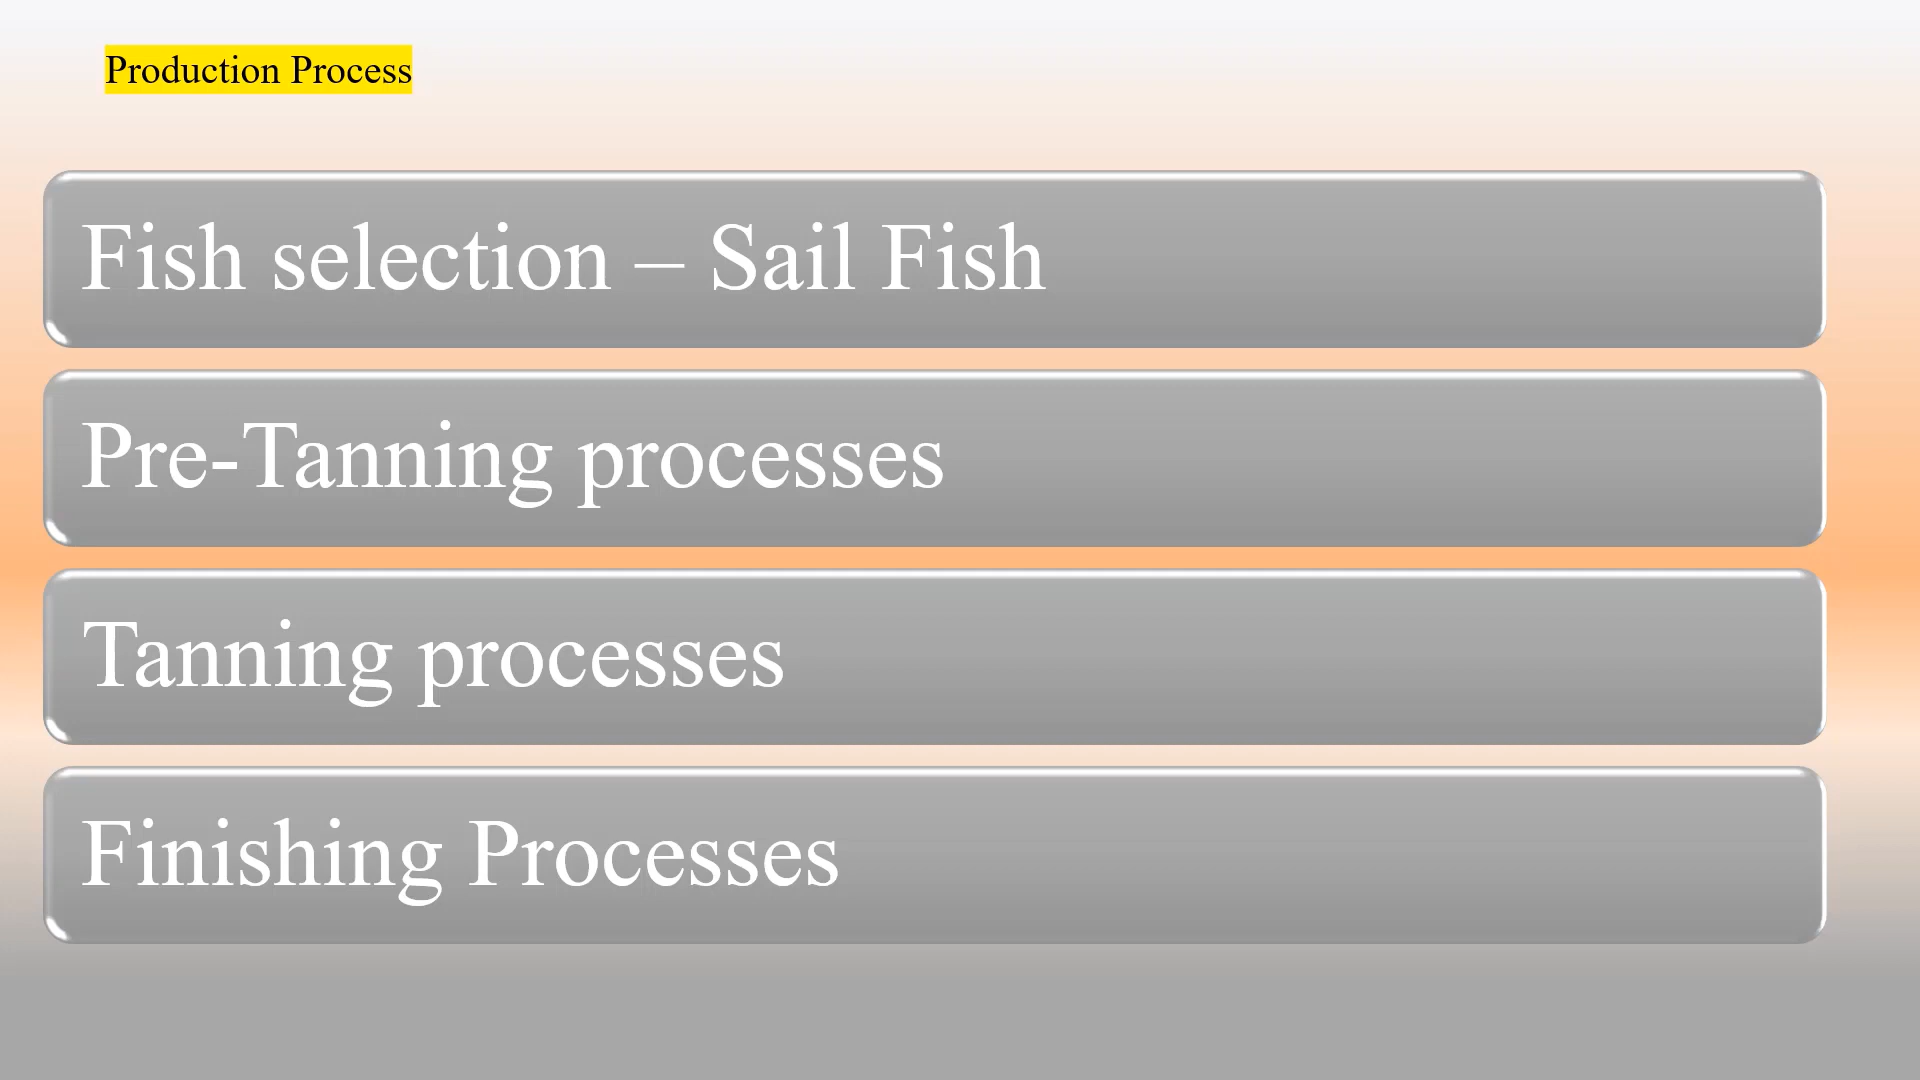 Production Process
Fish selection – Sail Fish
Pre-Tanning processes
Tanning processes
Finishing Processes